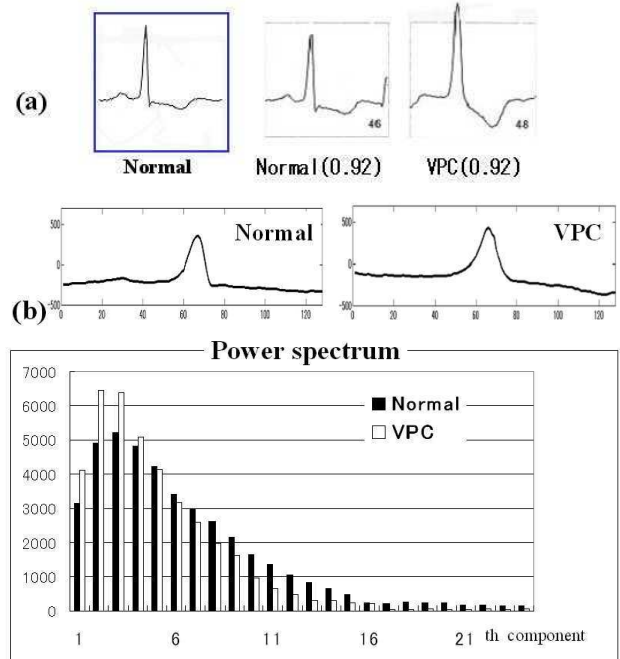 (a)
46
48
Normal
Normal(0.92)
VPC(0.92)
Normal
500
0
-500
0 20 40 60 80 100 120
VPC
500
0
-500
0 20 40 60 80 100 120
(b)
Power spectrum
7000
6000
5000
4000
3000
2000
1000
0
Normal
VPC
1 6 11 16 21 th component